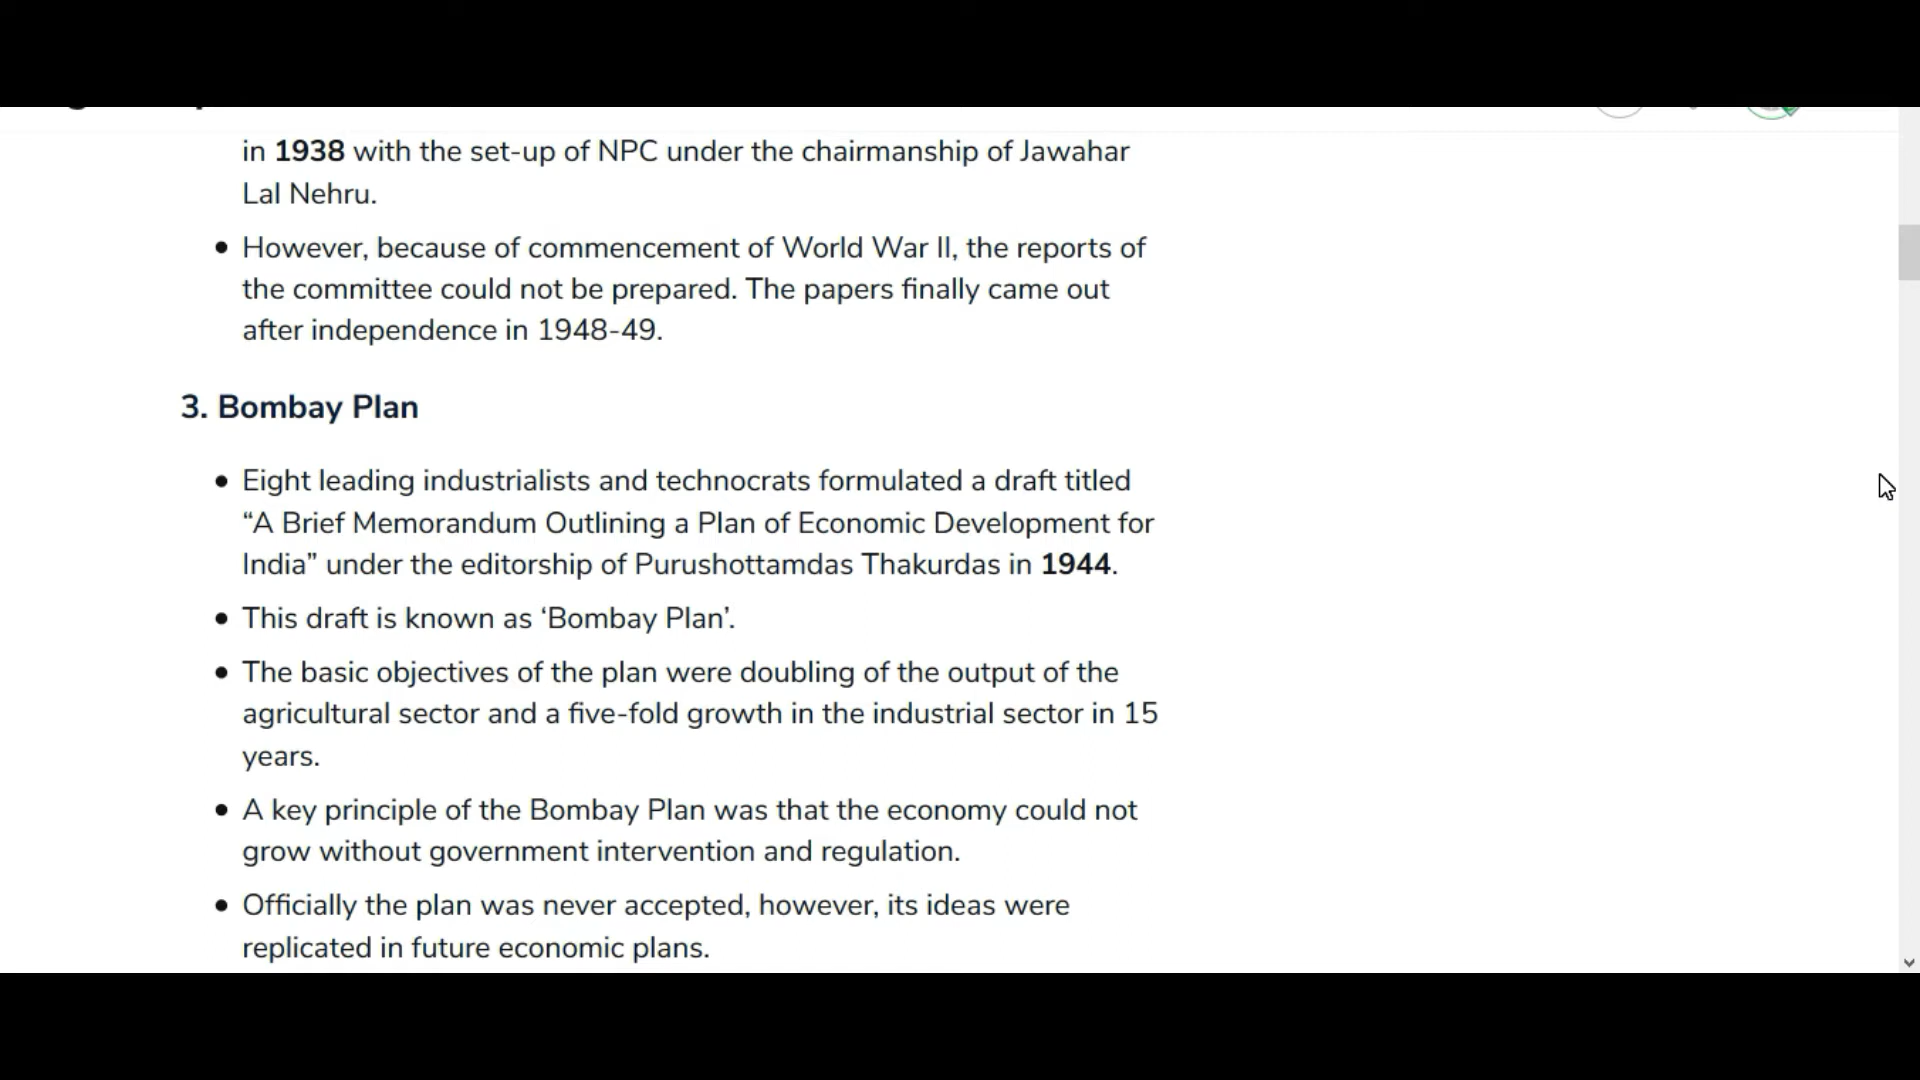 in 1938 with the set-up of NPC under the chairmanship of Jawahar
Lal Nehru.
• However, because of commencement of World War II, the reports of
the committee could not be prepared. The papers finally came out
after independence in 1948-49.
3. Bombay Plan
• Eight leading industrialists and technocrats formulated a draft titled
“A Brief Memorandum Outlining a Plan of Economic Development for
India” under the editorship of Purushottamdas Thakurdas in 1944.
• This draft is known as ‘Bombay Plan’.
• The basic objectives of the plan were doubling of the output of the
agricultural sector and a five-fold growth in the industrial sector in 15
years.
• A key principle of the Bombay Plan was that the economy could not
grow without government intervention and regulation.
• Officially the plan was never accepted, however, its ideas were
replicated in future economic plans.